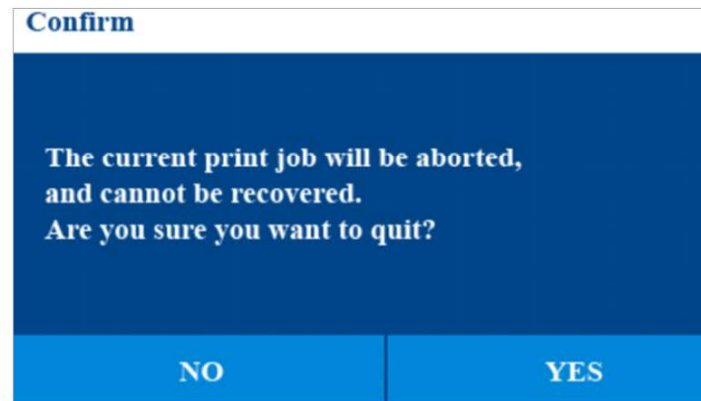 Confirm
The current print job will be aborted,
and cannot be recovered.
Are you sure you want to quit?
NO
YES